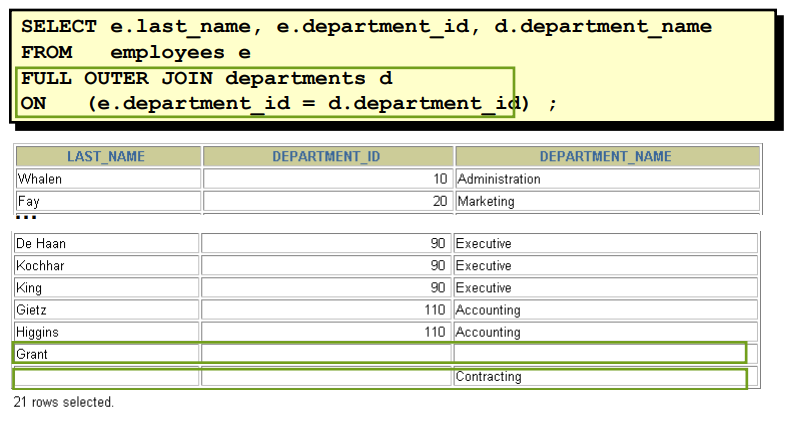 SELECT e.last_name, e.department_id, d.department_name
FROM employees e
FULL OUTER JOIN departments d
ON (e.department_id = d.department_id) ;
LAST_NAME DEPARTMENT_ID DEPARTMENT_NAME
Whalen 10 Administration
Fay 20 Marketing
...
De Haan 90 Executive
Kochhar 90 Executive
King 90 Executive
Gietz 110 Accounting
Higgins 110 Accounting
Grant
Contracting
21 rows selected.